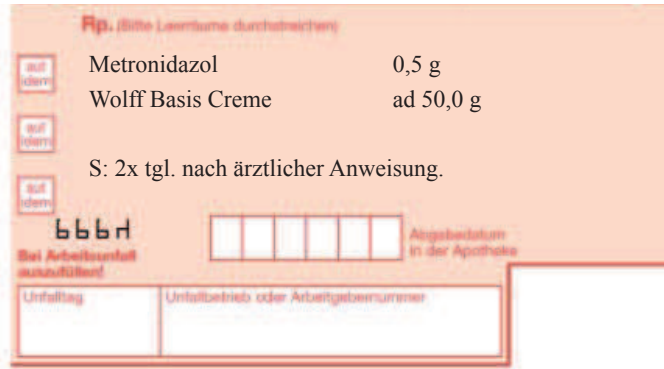 Rp. (Bitte Leerräume durchstreichen)
aut
idem
Metronidazol 0,5 g
Wolff Basis Creme ad 50,0 g
aut
idem
S: 2x tgl. nach ärztlicher Anweisung.
aut
idem
Abgabedatum
in der Apotheke
Bei Arbeitsunfall
auszufüllen!
Unfalltag
Unfallbetrieb oder Arbeitgebernummer